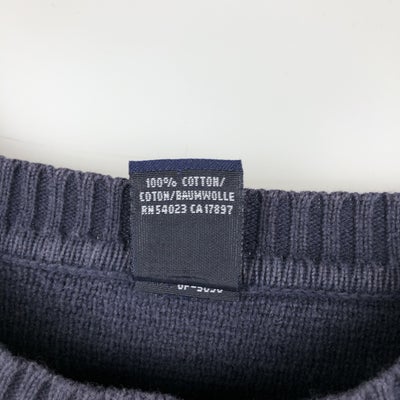 100% COTTON/
COTON/BAUMWOLLE
RN54023 CA17897